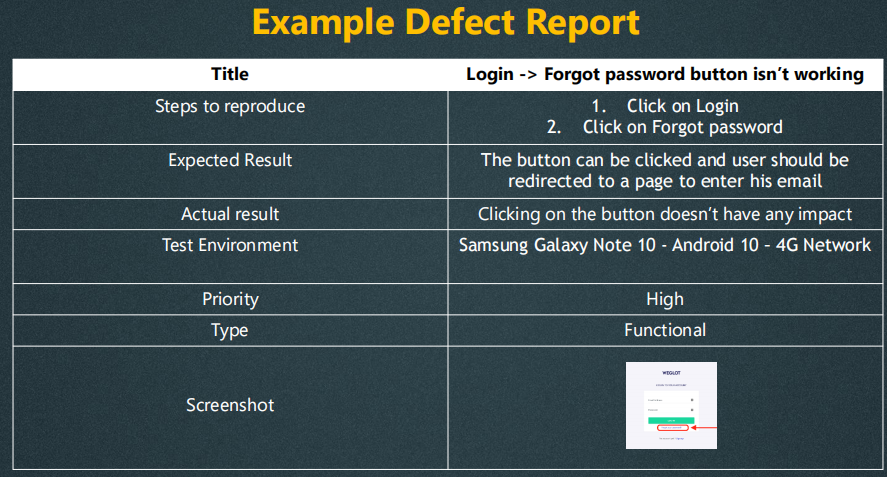 Example Defect Report
Title
Login -> Forgot password button isn't working
Steps to reproduce
1. Click on Login
2. Click on Forgot password
Expected Result
The button can be clicked and user should be
redirected to a page to enter his email
Actual result
Clicking on the button doesn't have any impact
Test Environment
Samsung Galaxy Note 10 - Android 10 – 4G Network
Priority
High
Type
Functional
Screenshot
WEGLOT